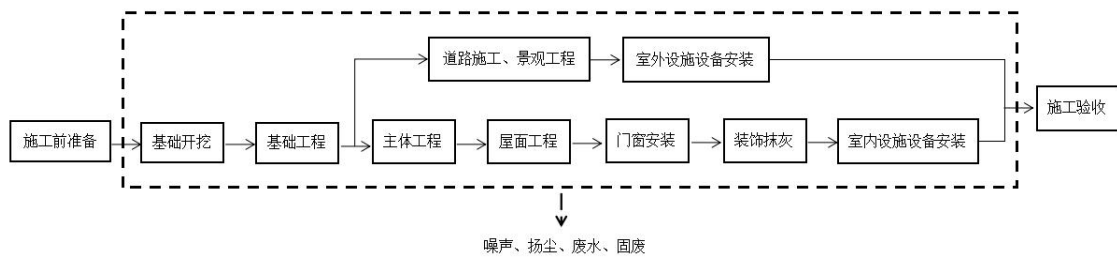 道路施工、景观工程
室外设施设备安装
施工验收
施工前准备
基础开挖
基础工程
主体工程
屋面工程
门窗安装
装饰抹灰
室内设施设备安装
噪声、扬尘、废水、固废